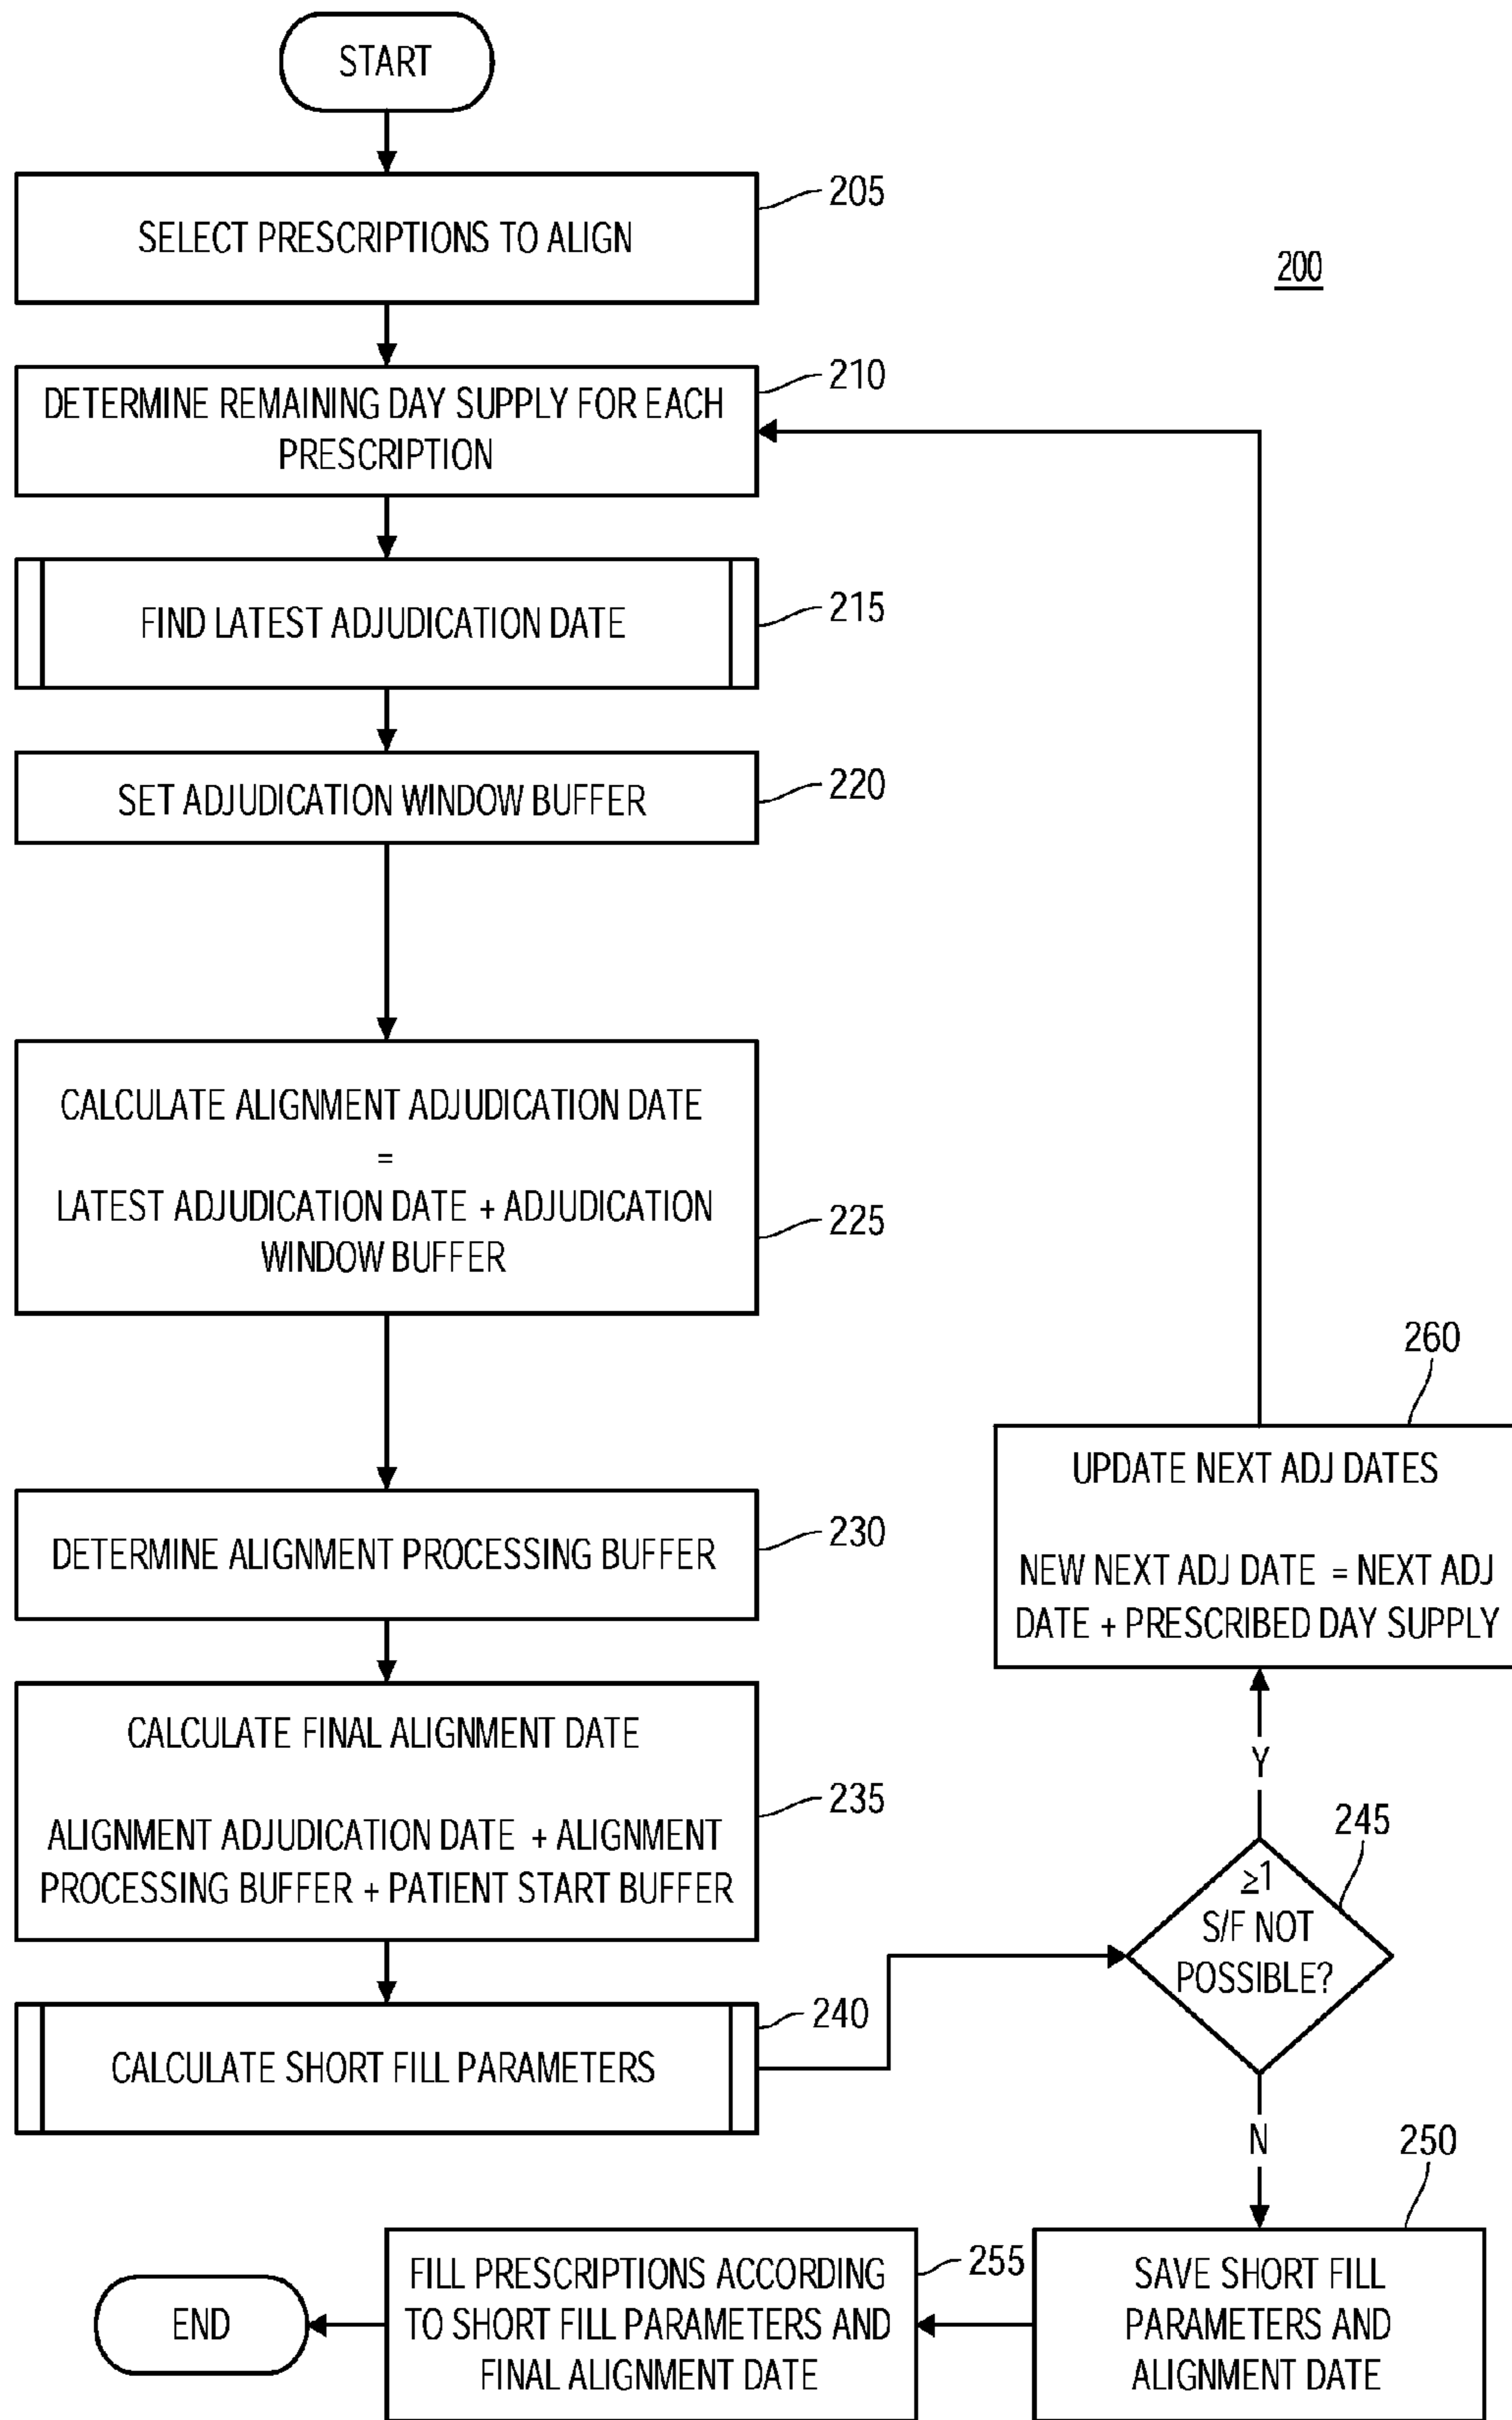 START
SELECT PRESCRIPTIONS TO ALIGN
205
200
DETERMINE REMAINING DAY SUPPLY FOR EACH
PRESCRIPTION
210
FIND LATEST ADJUDICATION DATE
215
SET ADJUDICATION WINDOW BUFFER
220
CALCULATE ALIGNMENT ADJUDICATION DATE
=
LATEST ADJUDICATION DATE + ADJUDICATION
WINDOW BUFFER
225
DETERMINE ALIGNMENT PROCESSING BUFFER
230
CALCULATE FINAL ALIGNMENT DATE
ALIGNMENT ADJUDICATION DATE + ALIGNMENT
PROCESSING BUFFER + PATIENT START BUFFER
235
CALCULATE SHORT FILL PARAMETERS
240
≥1
S/F NOT
POSSIBLE?
245
Y
260
UPDATE NEXT ADJ DATES
NEW NEXT ADJ DATE = NEXT ADJ
DATE + PRESCRIBED DAY SUPPLY
N
250
SAVE SHORT FILL
PARAMETERS AND
ALIGNMENT DATE
255
FILL PRESCRIPTIONS ACCORDING
TO SHORT FILL PARAMETERS AND
FINAL ALIGNMENT DATE
END